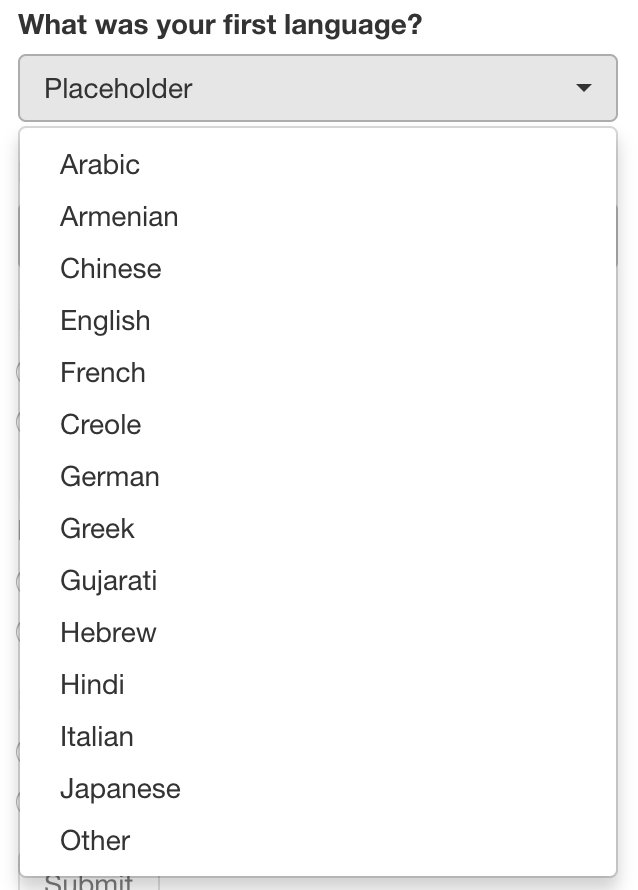 What was your first language?
Placeholder
Arabic
Armenian
Chinese
English
French
Creole
German
Greek
Gujarati
Hebrew
Hindi
Italian
Japanese
Other
Submit